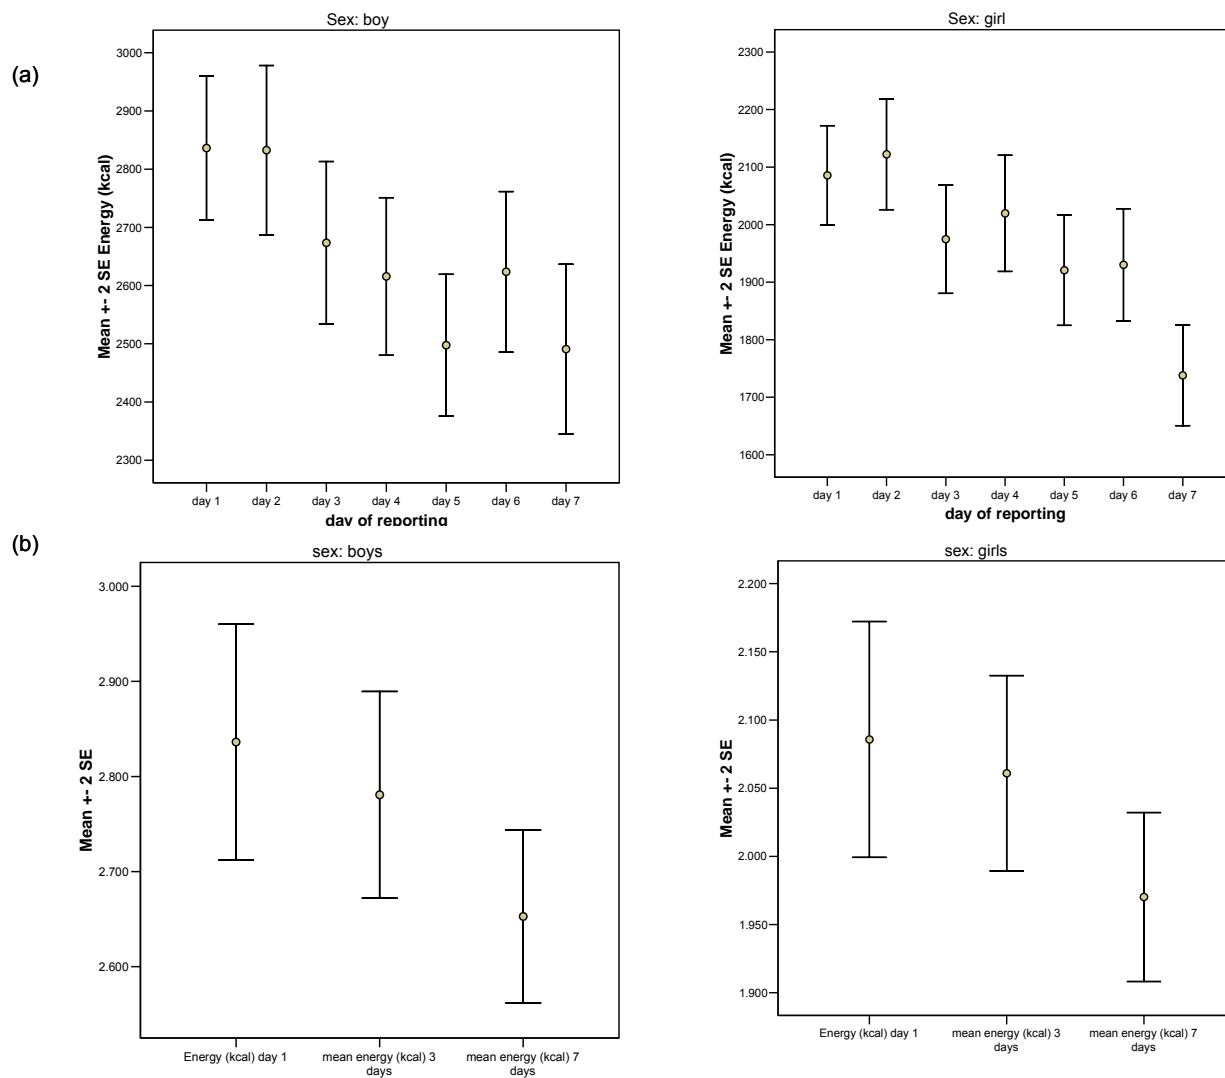 Sex: boy
Sex: girl
(a)
3000
2900
2800
2700
2600
2500
2400
2300
Mean +- 2 SE Energy (kcal)
day 1 day 2 day 3 day 4 day 5 day 6 day 7
day of reporting
2300
2200
2100
2000
1900
1800
1700
1600
Mean +- 2 SE Energy (kcal)
day 1 day 2 day 3 day 4 day 5 day 6 day 7
day of reporting
(b)
sex: boys
3.000
2.900
2.800
2.700
2.600
Mean +- 2 SE
Energy (kcal) day 1
mean energy (kcal) 3
days
mean energy (kcal) 7
days
sex: girls
2.200
2.150
2.100
2.050
2.000
1.950
1.900
Mean +- 2 SE
Energy (kcal) day 1
mean energy (kcal) 3
days
mean energy (kcal) 7
days